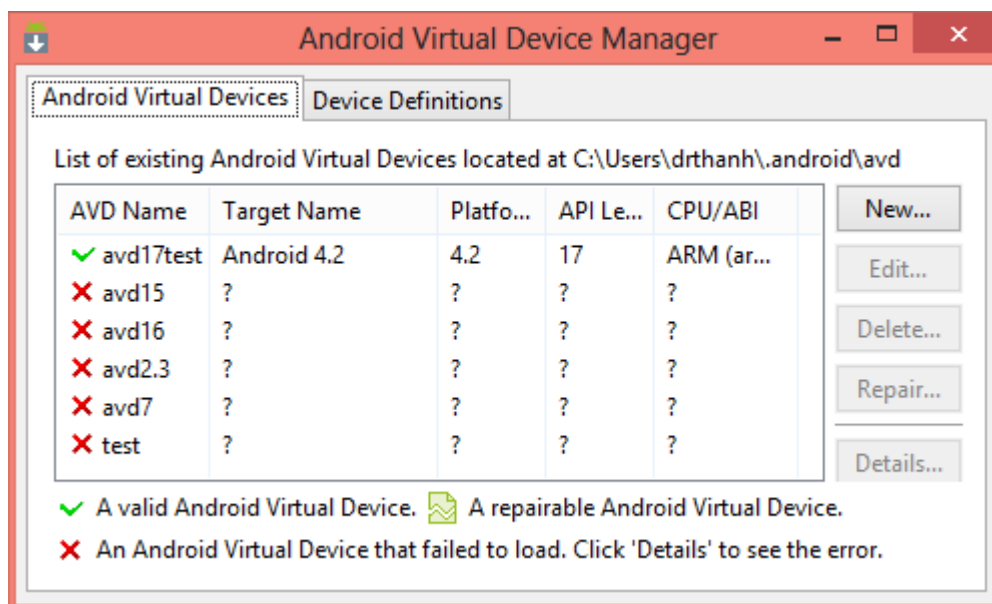 Android Virtual Device Manager
Android Virtual Devices Device Definitions
List of existing Android Virtual Devices located at C:\Users\drthanh\.android\avd
AVD Name Target Name Platfo... API Le... CPU/ABI New...
avd17test Android 4.2 4.2 17 ARM (ar...
Edit...
avd15 ? ? ? ?
avd16 ? ? ? ? Delete...
avd2.3 ? ? ? ?
Repair...
avd7 ? ? ? ?
test ? ? ? ?
Details...
A valid Android Virtual Device. A repairable Android Virtual Device.
An Android Virtual Device that failed to load. Click 'Details' to see the error.